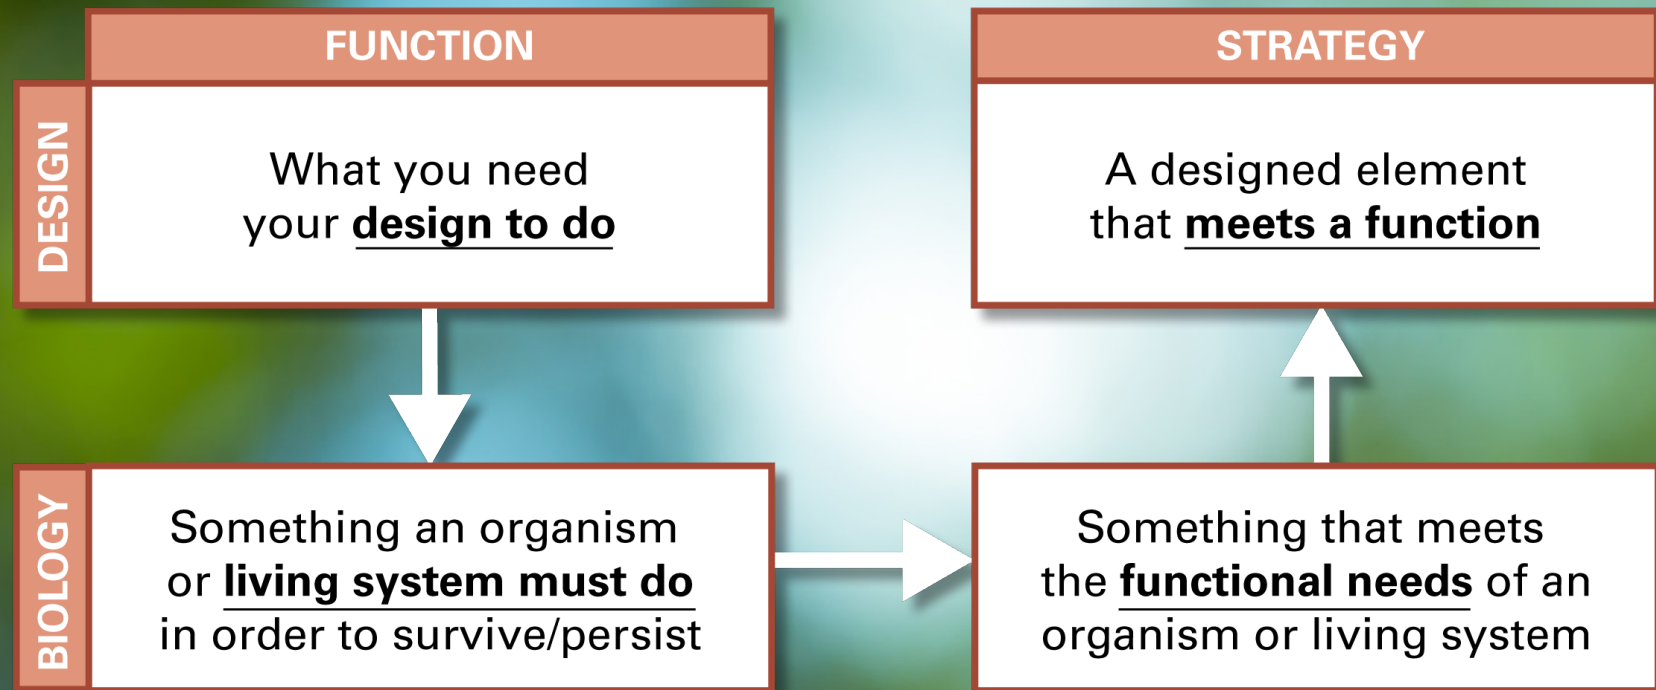 FUNCTION
STRATEGY
DESIGN
What you need
your design to do
A designed element
that meets a function
BIOLOGY
Something an organism
or living system must do
in order to survive/persist
Something that meets
the functional needs of an
organism or living system